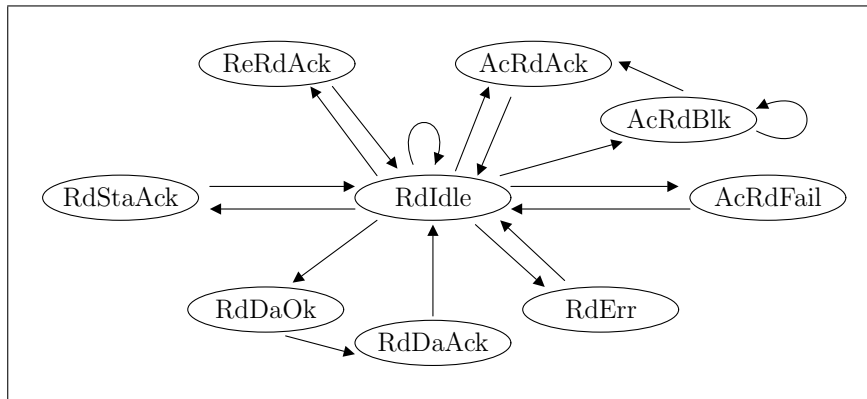 ReRdAck
AcRdAck
AcRdBlk
RdStaAck
RdIdle
AcRdFail
RdDaOk
RdErr
RdDaAck